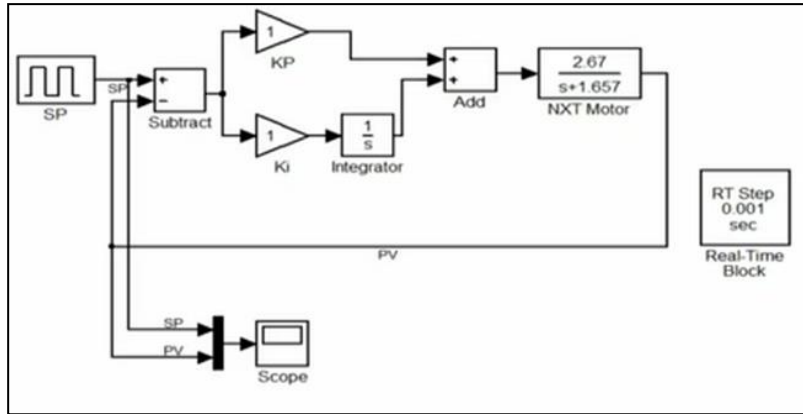 1
KP
SP
SP
+
−
Subtract
1
Ki
1
s
Integrator
+
+
Add
2.67
s+1.657
NXT Motor
RT Step
0.001
sec
Real-Time
Block
PV
SP
PV
Scope